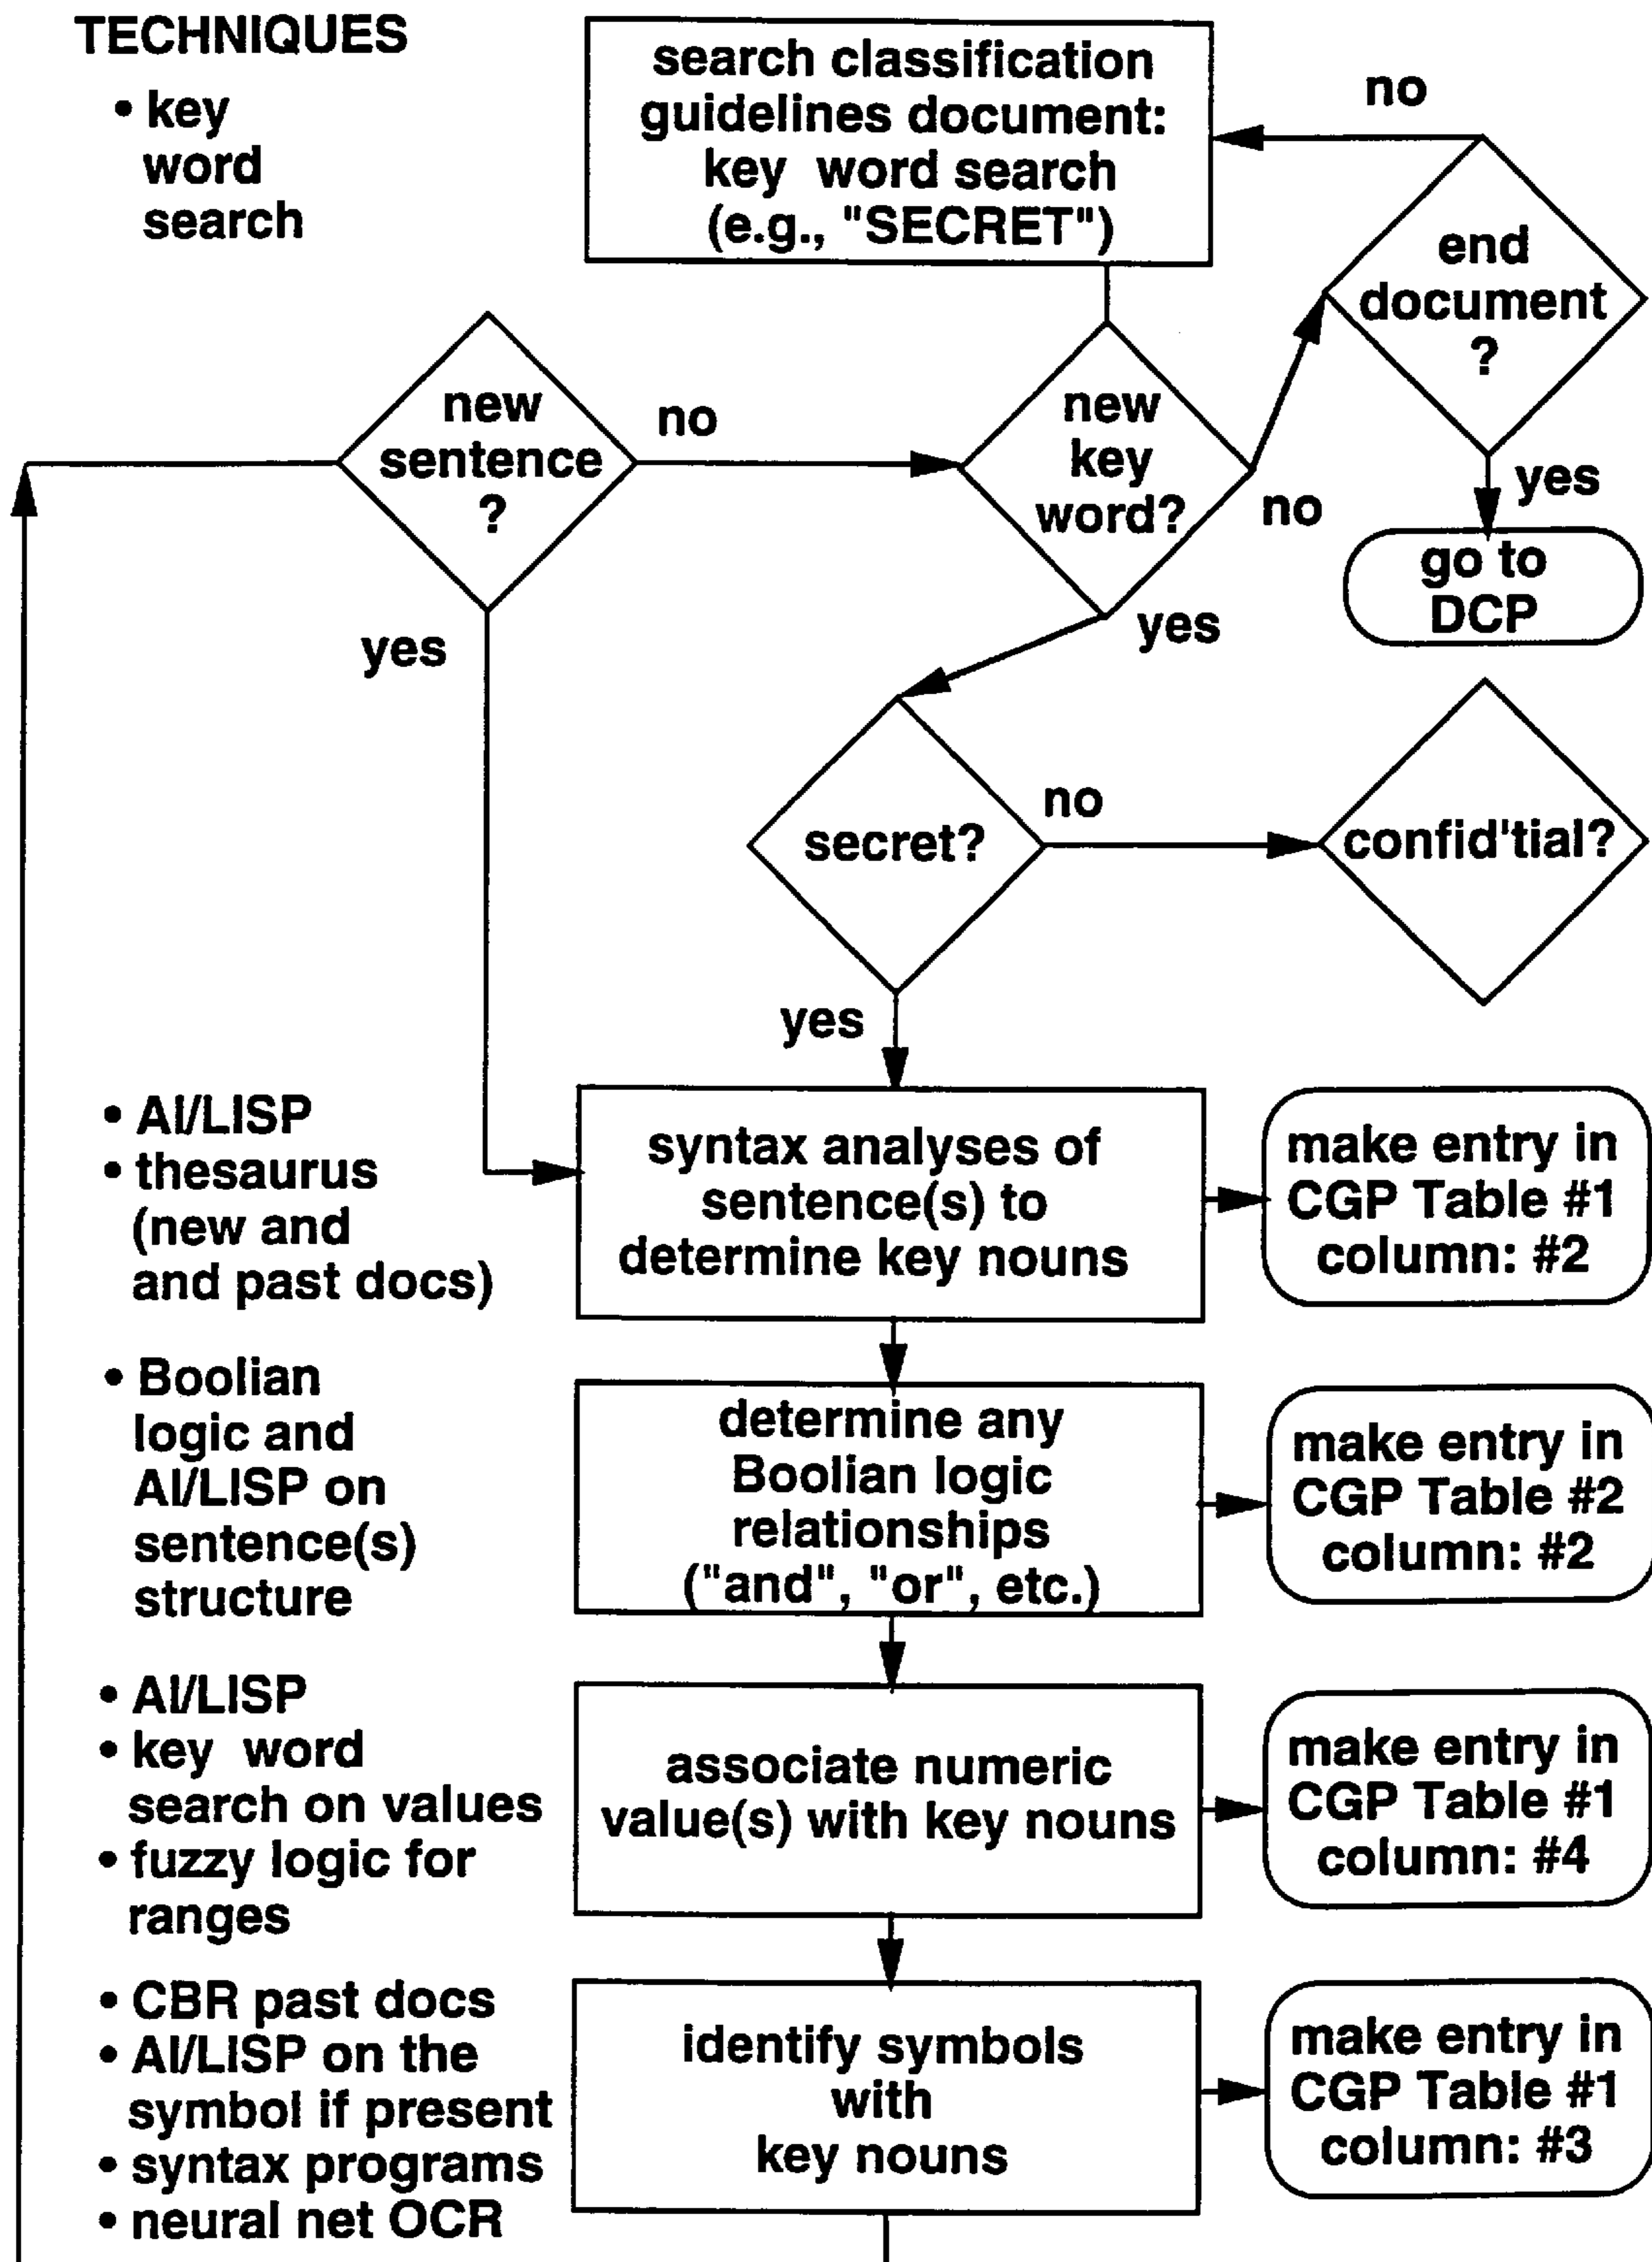 TECHNIQUES
• key
word
search
search classification
guidelines document:
key word search
(e.g., "SECRET")
no
end
document
?
new
sentence
?
no
new
key
word?
no
yes
go to
DCP
yes
yes
secret?
no
confid'tial?
yes
• AI/LISP
• thesaurus
(new and
and past docs)
syntax analyses of
sentence(s) to
determine key nouns
make entry in
CGP Table #1
column: #2
• Boolian
logic and
AI/LISP on
sentence(s)
structure
determine any
Boolian logic
relationships
("and", "or", etc.)
make entry in
CGP Table #2
column: #2
• AI/LISP
• key word
search on values
• fuzzy logic for
ranges
associate numeric
value(s) with key nouns
make entry in
CGP Table #1
column: #4
• CBR past docs
• AI/LISP on the
symbol if present
• syntax programs
• neural net OCR
identify symbols
with
key nouns
make entry in
CGP Table #1
column: #3